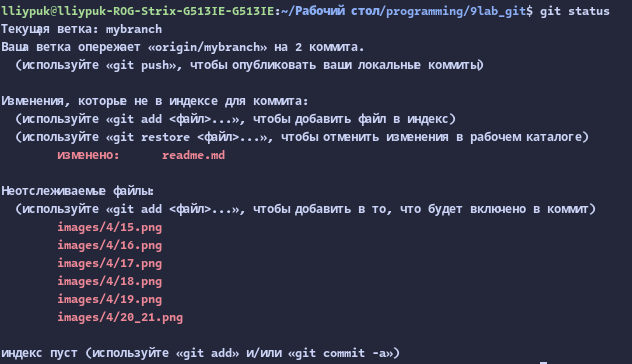 lliypuk@lliypuk-ROG-Strix-G513IE-G513IE:~/Рабочий стол/programming/9lab_git$ git status
Текущая ветка: mybranch
Ваша ветка опережает «origin/mybranch» на 2 коммита.
(используйте «git push», чтобы опубликовать ваши локальные коммиты)
Изменения, которые не в индексе для коммита:
(используйте «git add <файл>...», чтобы добавить файл в индекс)
(используйте «git restore <файл>...», чтобы отменить изменения в рабочем каталоге)
изменено: readme.md
Неотслеживаемые файлы:
(используйте «git add <файл>...», чтобы добавить в то, что будет включено в коммит)
images/4/15.png
images/4/16.png
images/4/17.png
images/4/18.png
images/4/19.png
images/4/20_21.png
индекс пуст (используйте «git add» и/или «git commit -a»)